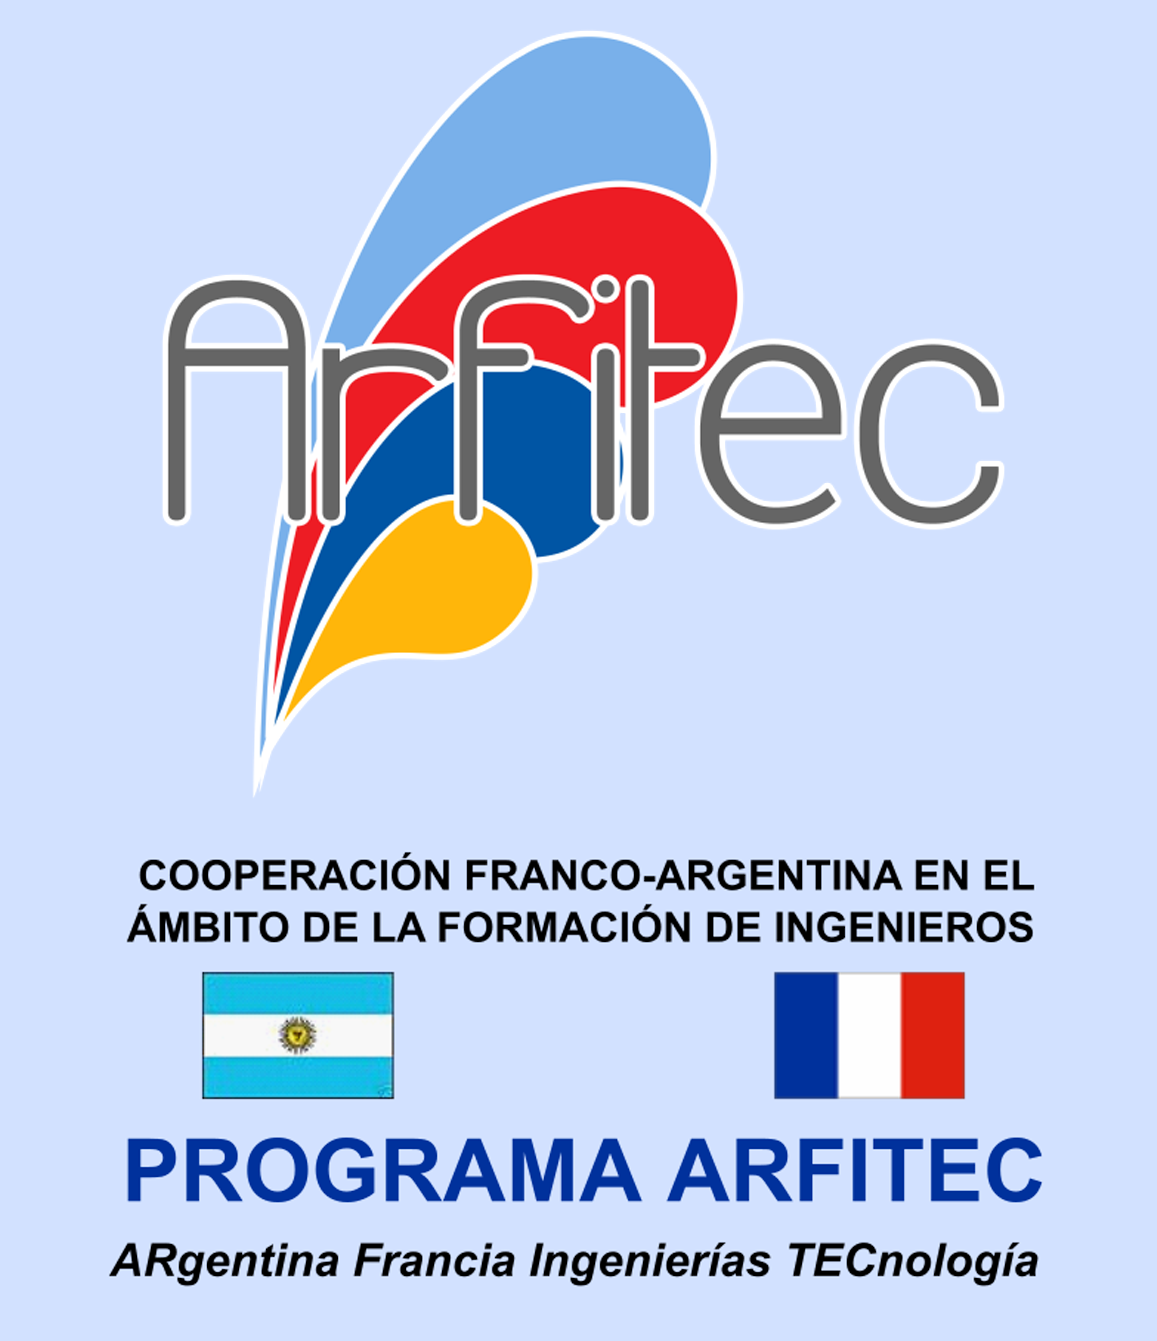 Arfitec
COOPERACIÓN FRANCO-ARGENTINA EN EL
ÁMBITO DE LA FORMACIÓN DE INGENIEROS
PROGRAMA ARFITEC
ARgentina Francia Ingenierías TECnología